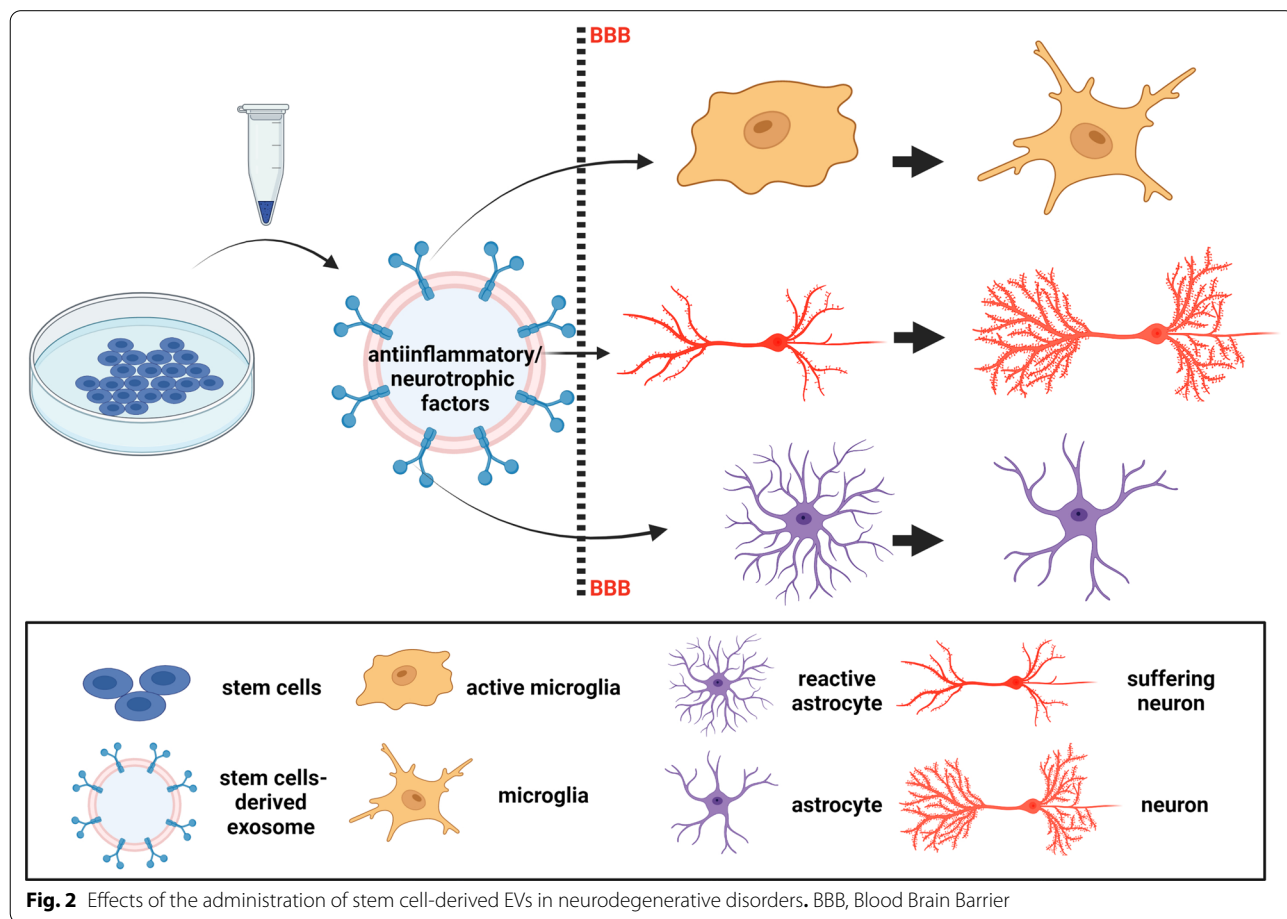 BBB
antiinflammatory/
neurotrophic
factors
BBB
stem cells
active microglia
reactive
astrocyte
suffering
neuron
stem cells-
derived
exosome
microglia
astrocyte
neuron
Fig. 2 Effects of the administration of stem cell-derived EVs in neurodegenerative disorders. BBB, Blood Brain Barrier